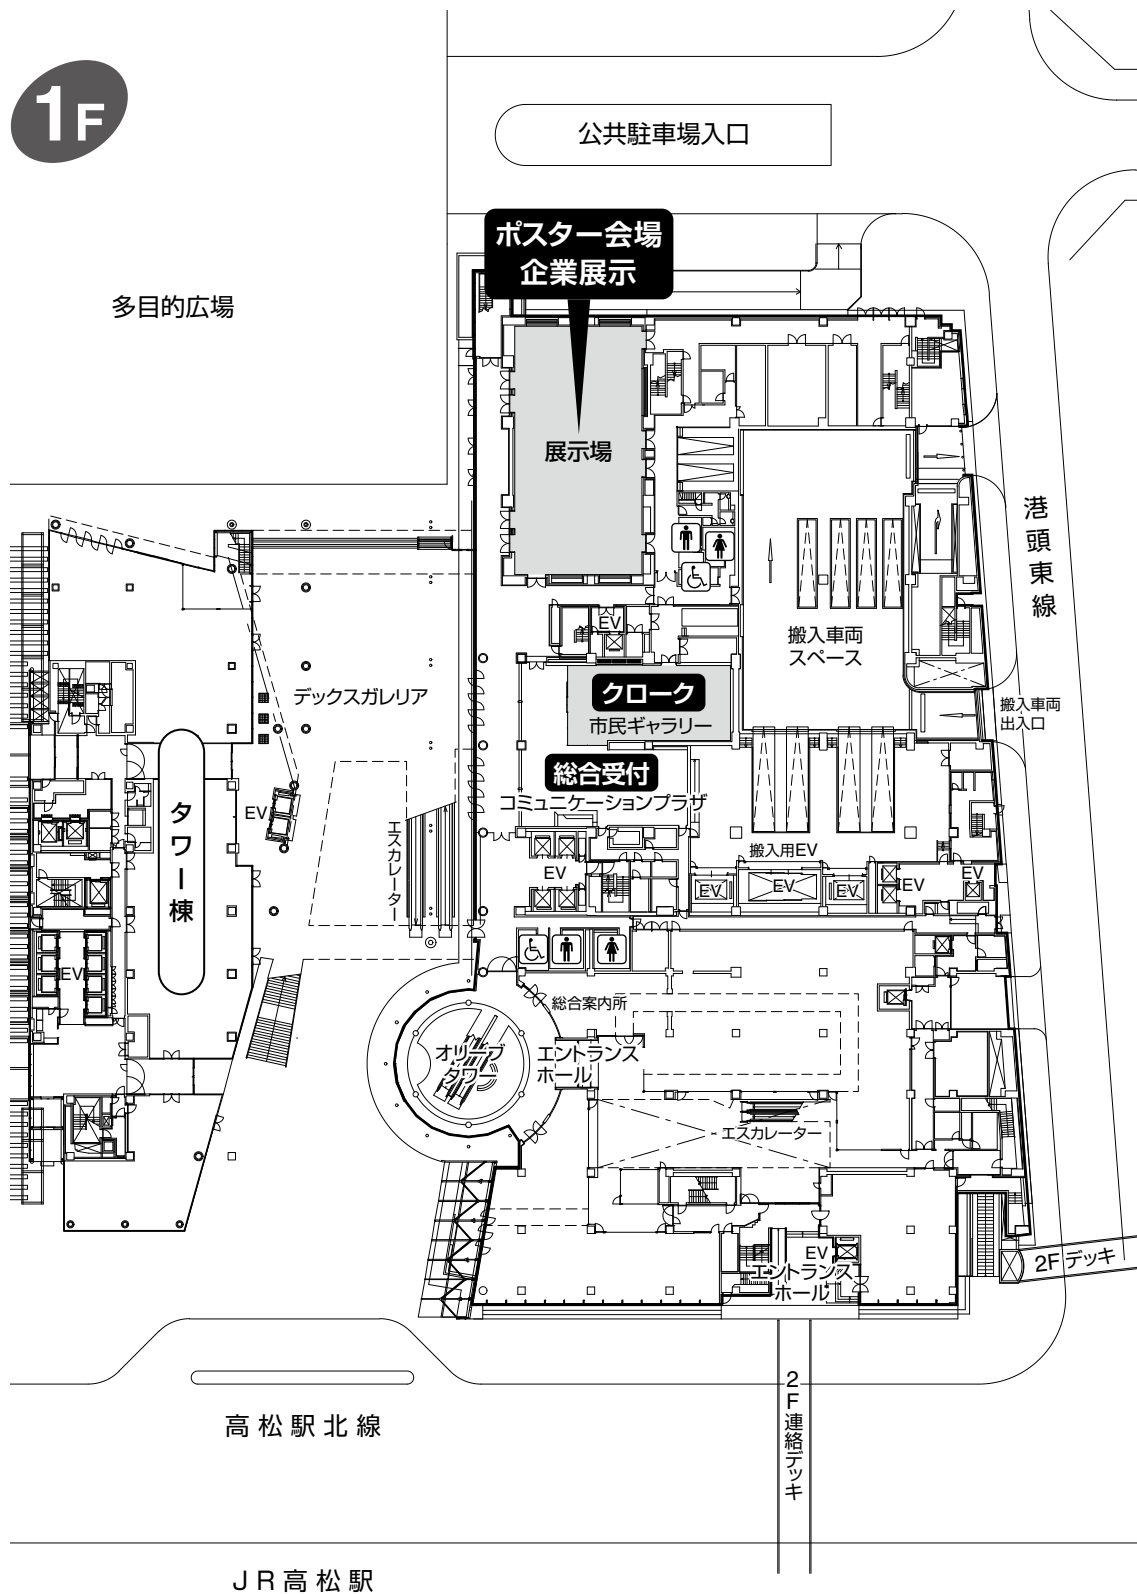 1F
公共駐車場入口
ポスター会場
企業展示
多目的広場
展示場
港頭東線
EV
搬入車両
スペース
クローク
市民ギャラリー
デックスガレリア
搬入車両
出入口
総合受付
コミュニケーションプラザ
タワー棟
EV
エスカレーター
搬入用EV
EV
EV
EV
EV
EV
EV
EV
総合案内所
オリーブ
タワー
エントランス
ホール
エスカレーター
EV
エントランス
ホール
2Fデッキ
2F連絡デッキ
高松駅北線
JR高松駅